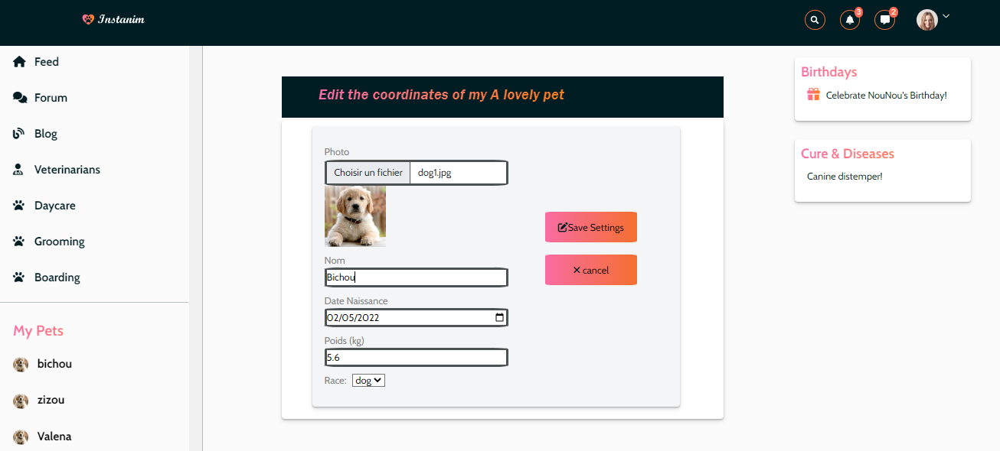 Instanim
3
2
Feed
Forum
Blog
Veterinarians
Daycare
Grooming
Boarding
My Pets
bichou
zizou
Valena
Edit the coordinates of my A lovely pet
Photo
Choisir un fichier dog1.jpg
Nom
Bichou
Date Naissance
02/05/2022
Poids (kg)
5.6
Race: dog
Save Settings
cancel
Birthdays
Celebrate NouNou's Birthday!
Cure & Diseases
Canine distemper!